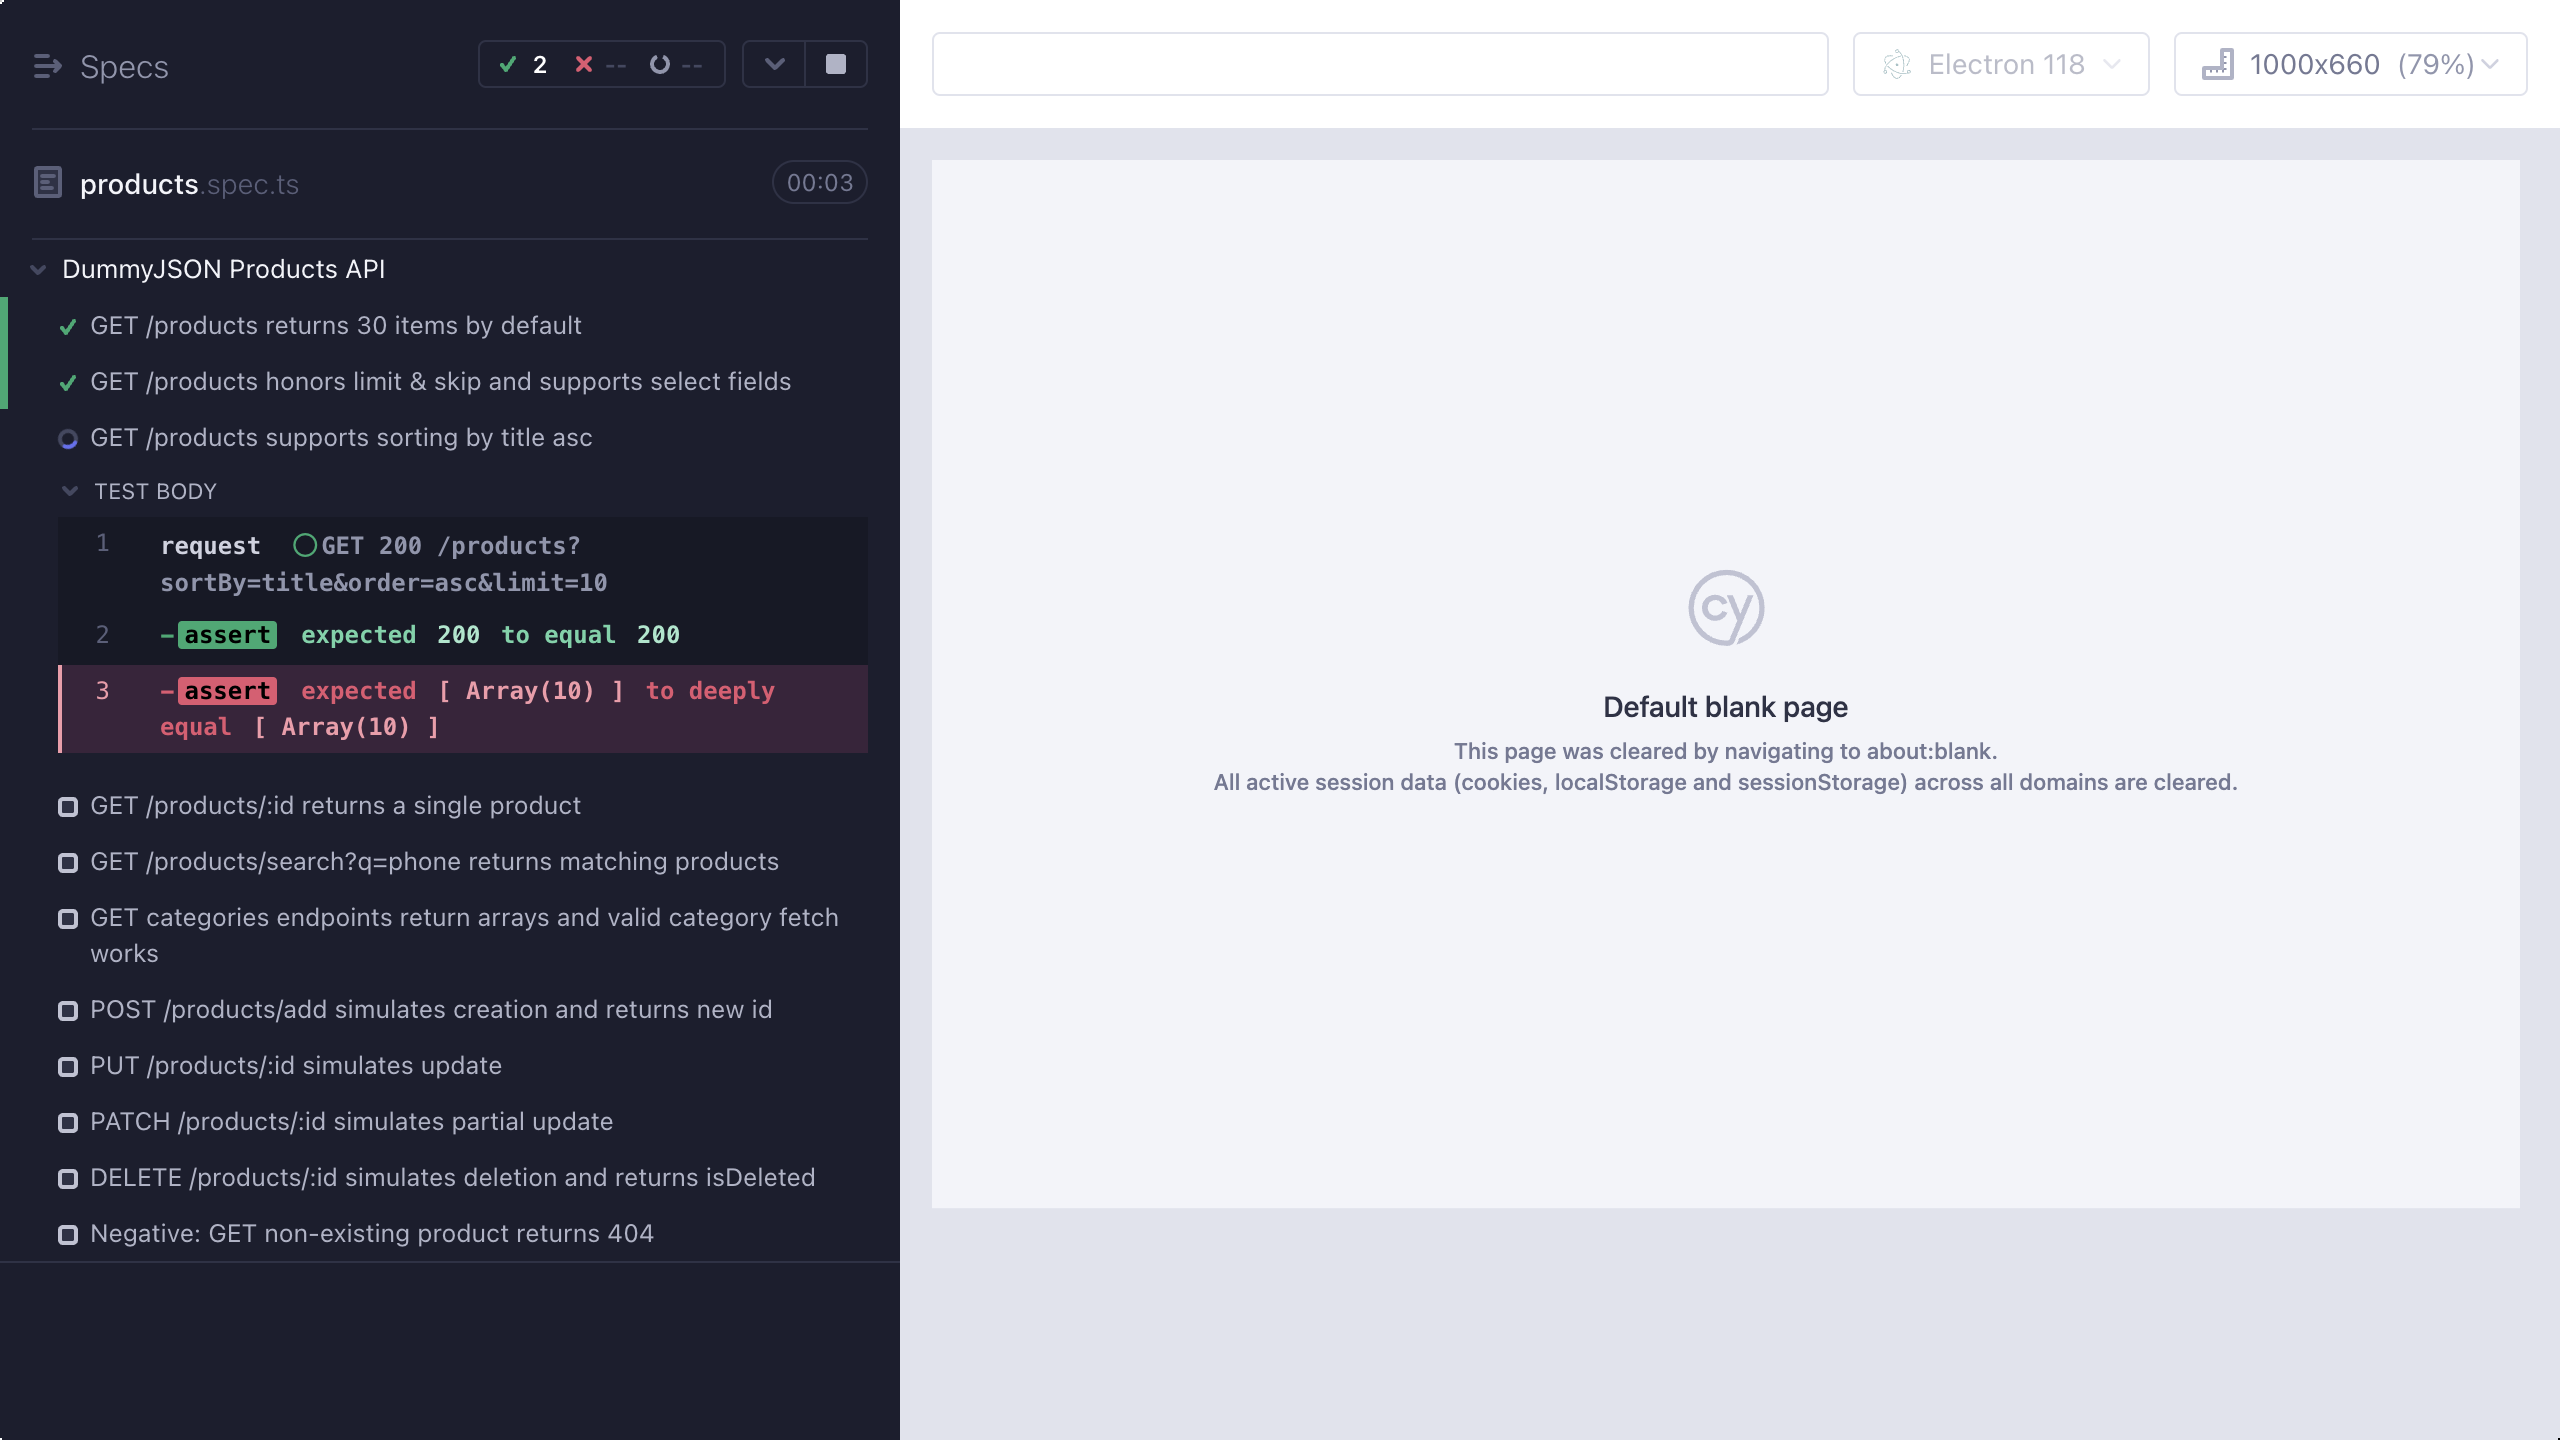 Specs
2 -- --
products.spec.ts
00:03
DummyJSON Products API
GET /products returns 30 items by default
GET /products honors limit & skip and supports select fields
GET /products supports sorting by title asc
TEST BODY
1 request GET 200 /products?
sortBy=title&order=asc&limit=10
2 -assert expected 200 to equal 200
3 -assert expected [ Array(10) ] to deeply
equal [ Array(10) ]
GET /products/:id returns a single product
GET /products/search?q=phone returns matching products
GET categories endpoints return arrays and valid category fetch
works
POST /products/add simulates creation and returns new id
PUT /products/:id simulates update
PATCH /products/:id simulates partial update
DELETE /products/:id simulates deletion and returns isDeleted
Negative: GET non-existing product returns 404
Electron 118
1000x660 (79%)
cy
Default blank page
This page was cleared by navigating to about:blank.
All active session data (cookies, localStorage and sessionStorage) across all domains are cleared.